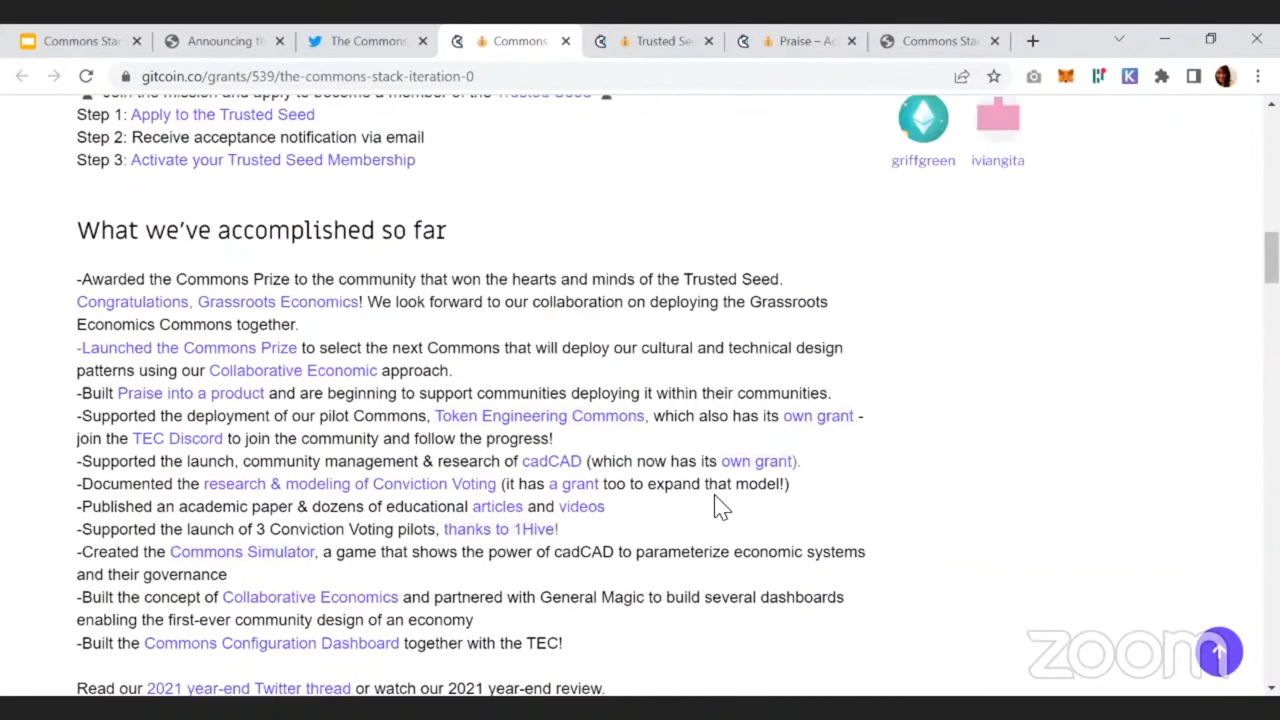 Commons Sta
Announcing th
The Commons
Commons
Trusted Se
Praise – A
Commons Sta
gitcoin.co/grants/539/the-commons-stack-iteration-0
Join the mission and apply to become a member of the Trusted Seed
Step 1: Apply to the Trusted Seed
Step 2: Receive acceptance notification via email
Step 3: Activate your Trusted Seed Membership
griffgreen
iviangita
What we've accomplished so far
-Awarded the Commons Prize to the community that won the hearts and minds of the Trusted Seed.
Congratulations, Grassroots Economics! We look forward to our collaboration on deploying the Grassroots
Economics Commons together.
-Launched the Commons Prize to select the next Commons that will deploy our cultural and technical design
patterns using our Collaborative Economic approach.
-Built Praise into a product and are beginning to support communities deploying it within their communities.
-Supported the deployment of our pilot Commons, Token Engineering Commons, which also has its own grant -
join the TEC Discord to join the community and follow the progress!
-Supported the launch, community management & research of cadCAD (which now has its own grant).
-Documented the research & modeling of Conviction Voting (it has a grant too to expand that model!)
-Published an academic paper & dozens of educational articles and videos
-Supported the launch of 3 Conviction Voting pilots, thanks to 1Hive!
-Created the Commons Simulator, a game that shows the power of cadCAD to parameterize economic systems
and their governance
-Built the concept of Collaborative Economics and partnered with General Magic to build several dashboards
enabling the first-ever community design of an economy
-Built the Commons Configuration Dashboard together with the TEC!
Read our 2021 year-end Twitter thread or watch our 2021 year-end review.
zoom